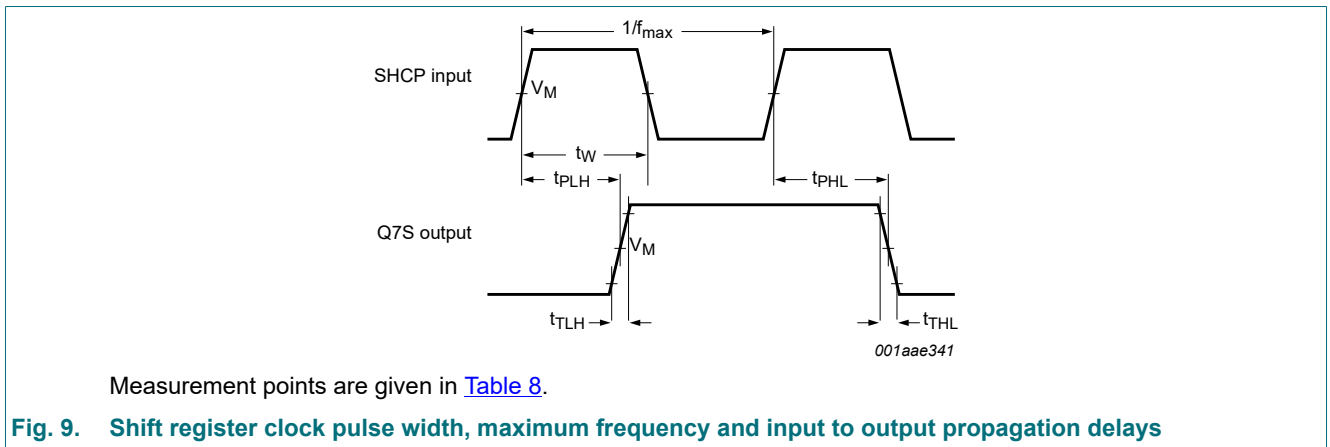 1/fmax
SHCP input
VM
tW
tPLH
tPHL
Q7S output
VM
tTLH
tTHL
001aae341
Measurement points are given in Table 8.
Fig. 9. Shift register clock pulse width, maximum frequency and input to output propagation delays